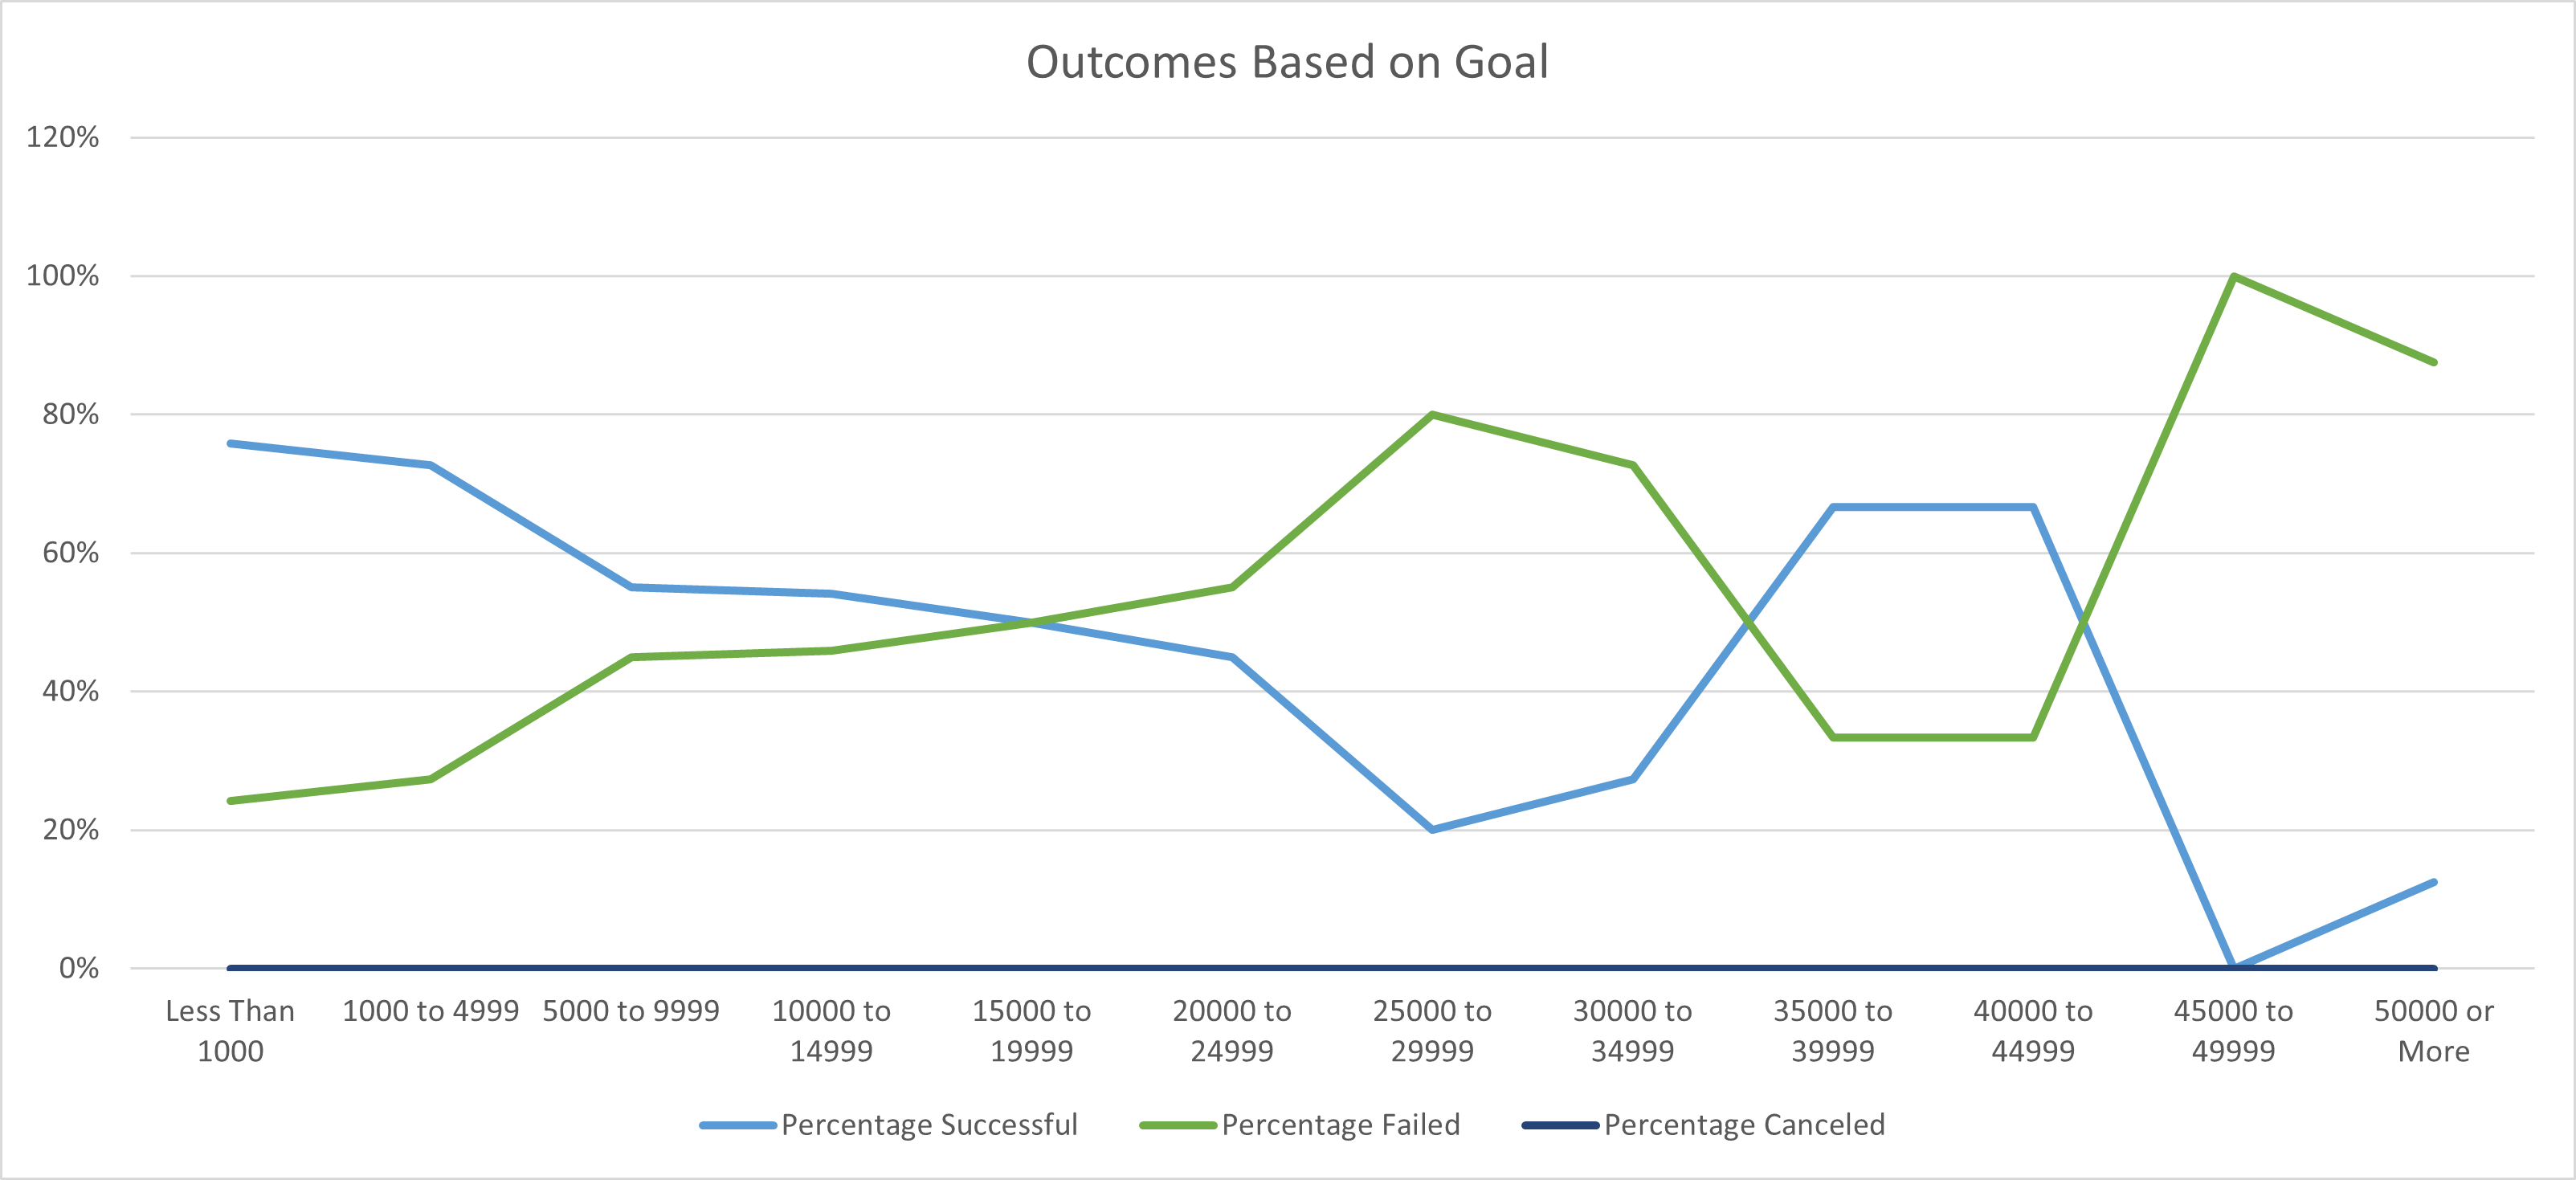 Outcomes Based on Goal
120%
100%
80%
60%
40%
20%
0%
Less Than
1000
1000 to 4999
5000 to 9999
10000 to
14999
15000 to
19999
20000 to
24999
25000 to
29999
30000 to
34999
35000 to
39999
40000 to
44999
45000 to
49999
50000 or
More
Percentage Successful
Percentage Failed
Percentage Canceled